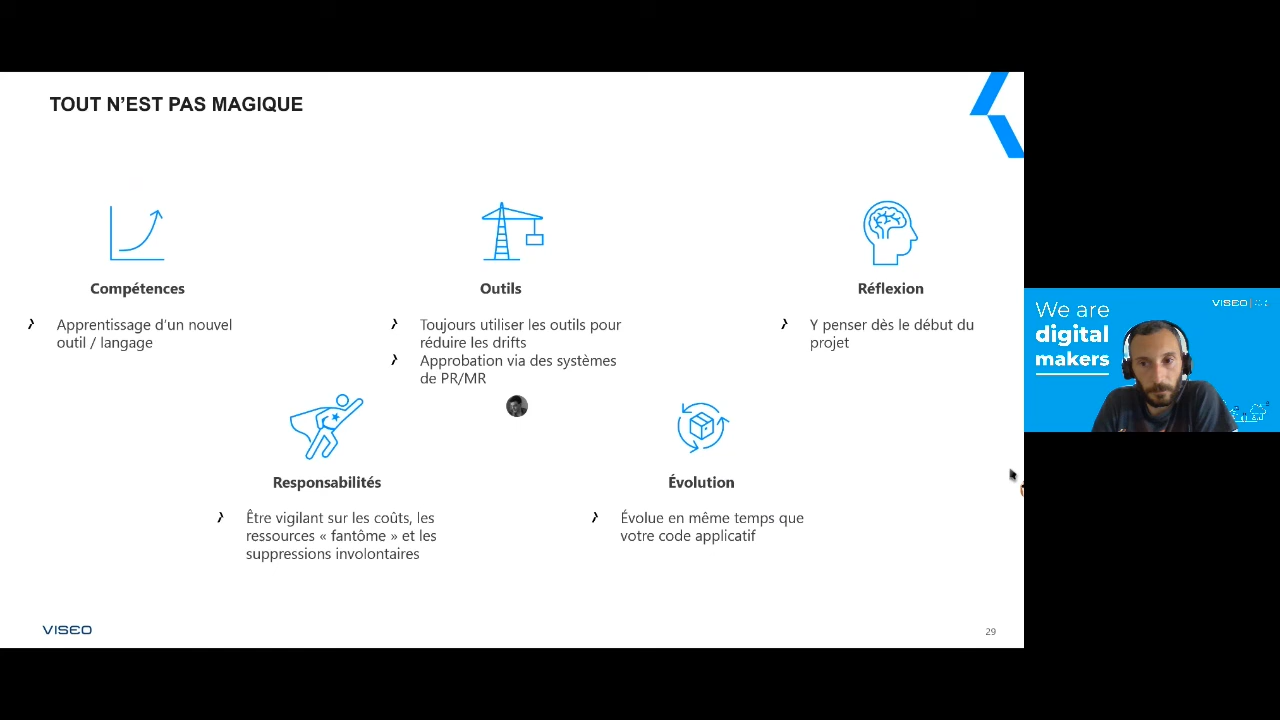 TOUT N'EST PAS MAGIQUE
Compétences
Apprentissage d'un nouvel
outil / langage
Outils
Toujours utiliser les outils pour
réduire les drifts
Approbation via des systèmes
de PR/MR
Réflexion
Y penser dès le début du
projet
Responsabilités
Être vigilant sur les coûts, les
ressources « fantôme » et les
suppressions involontaires
Évolution
Évolue en même temps que
votre code applicatif
VISEO
29
We are
digital
makers
VISEO